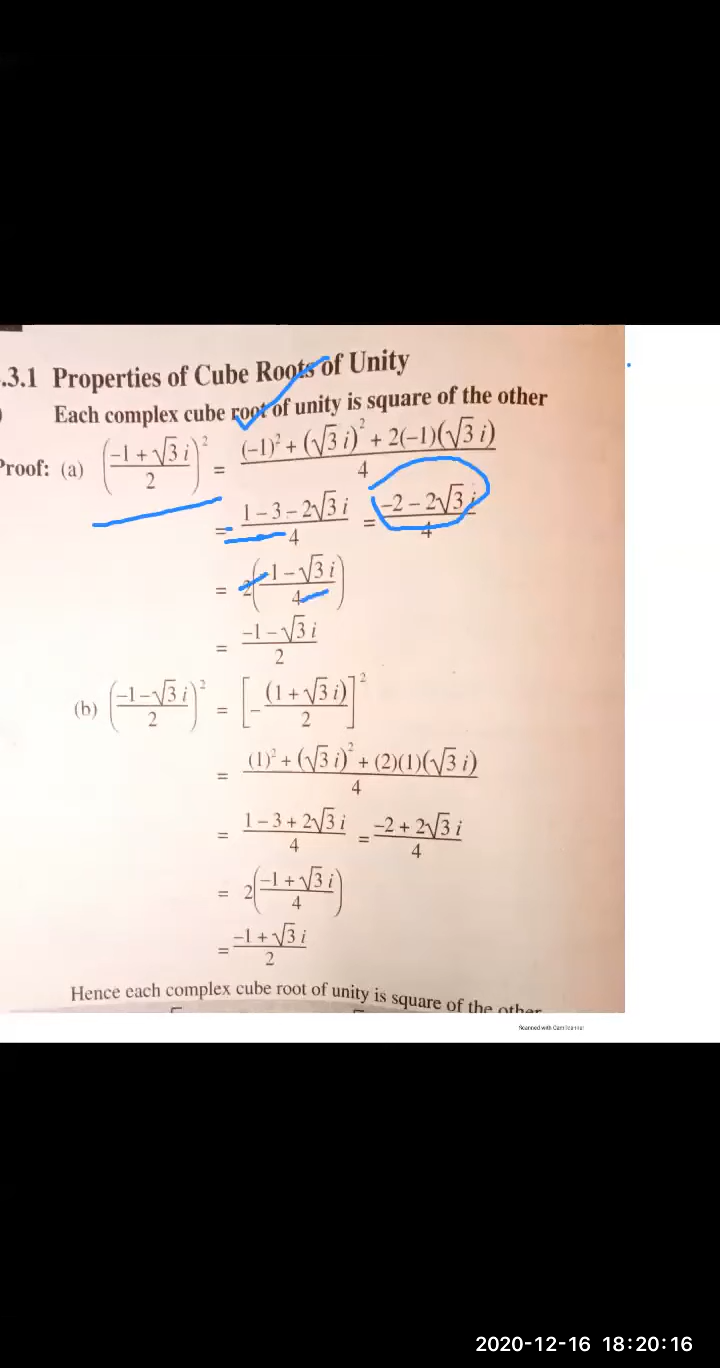 .3.1 Properties of Cube Roots of Unity
Each complex cube root of unity is square of the other
Proof: (a) ((-1 + √3 i)/2)² = ((-1)² + (√3 i)² + 2(-1)(√3 i))/4
= (1 - 3 - 2√3 i)/4 = (-2 - 2√3 i)/4
= 2((-1 - √3 i)/4)
= (-1 - √3 i)/2
(b) ((-1 - √3 i)/2)² = [-(1 + √3 i)/2]²
= ((1)² + (√3 i)² + (2)(1)(√3 i))/4
= (1 - 3 + 2√3 i)/4 = (-2 + 2√3 i)/4
= 2((-1 + √3 i)/4)
= (-1 + √3 i)/2
Hence each complex cube root of unity is square of the other
Scanned with CamScanner
2020-12-16 18:20:16